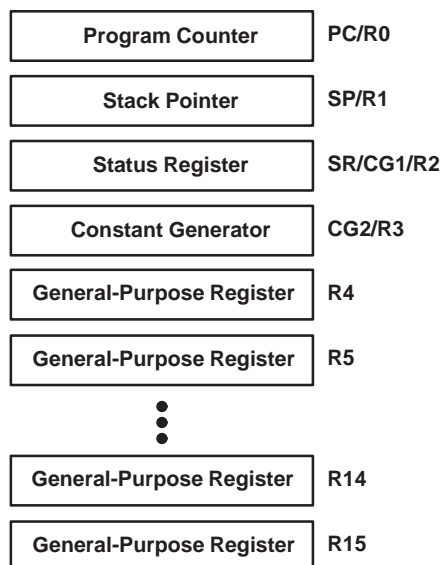 Program Counter PC/R0
Stack Pointer SP/R1
Status Register SR/CG1/R2
Constant Generator CG2/R3
General-Purpose Register R4
General-Purpose Register R5
General-Purpose Register R14
General-Purpose Register R15